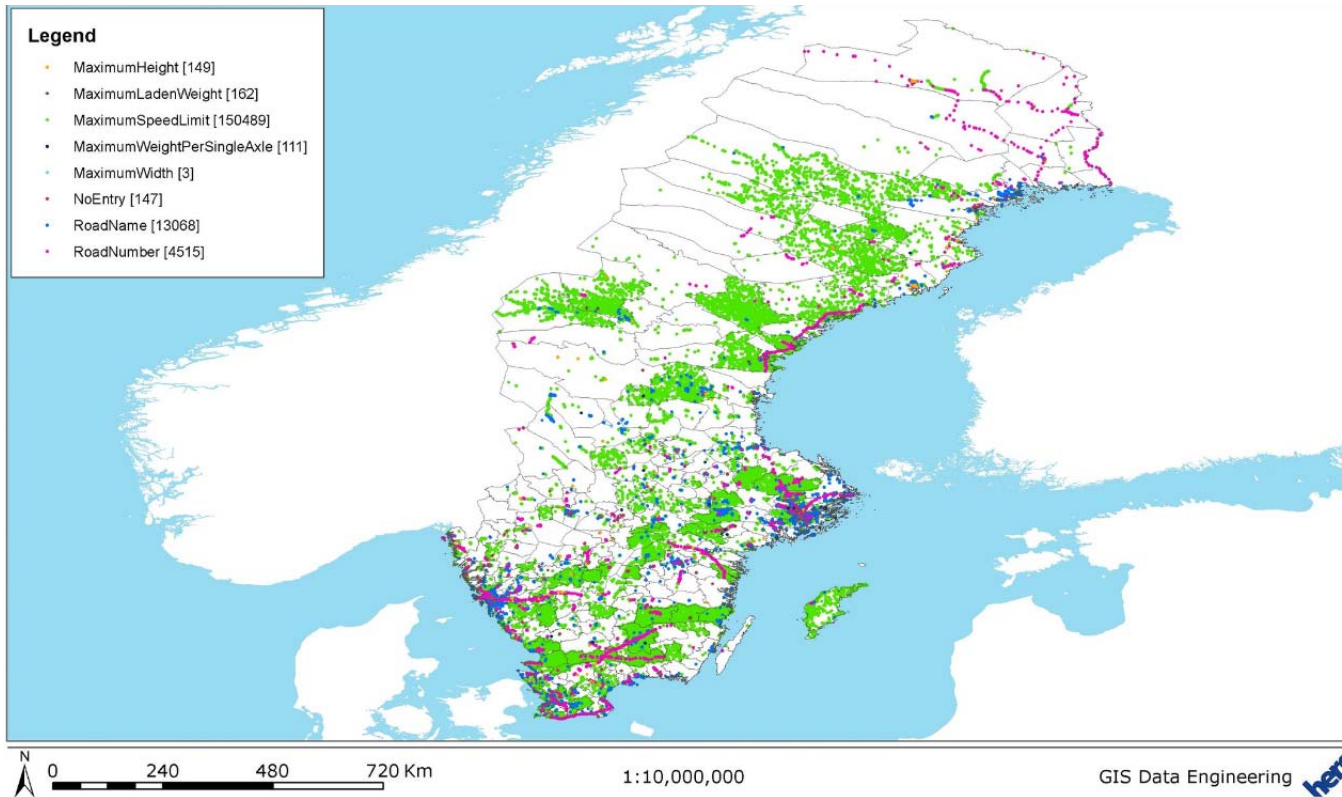 Legend
MaximumHeight [149]
MaximumLadenWeight [162]
MaximumSpeedLimit [150489]
MaximumWeightPerSingleAxle [111]
MaximumWidth [3]
NoEntry [147]
RoadName [13068]
RoadNumber [4515]
N
0 240 480 720 Km
1:10,000,000
GIS Data Engineering